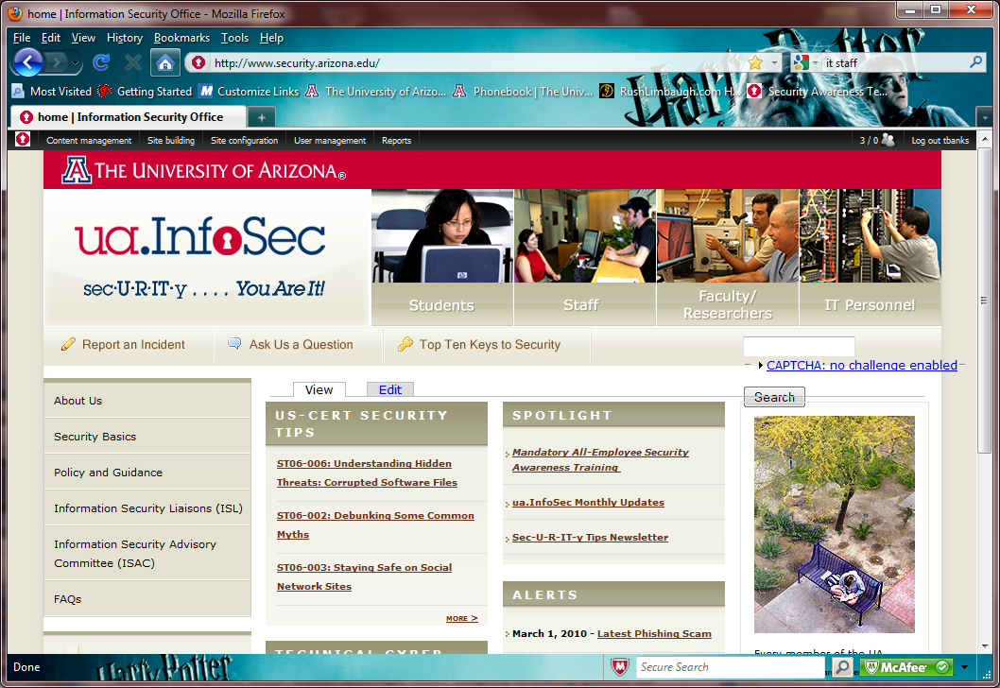 home | Information Security Office - Mozilla Firefox
File Edit View History Bookmarks Tools Help
http://www.security.arizona.edu/
it staff
Most Visited Getting Started Customize Links The University of Arizo... Phonebook | The Univ... RushLimbaugh.com H... Security Awareness Te...
Harry Potter
home | Information Security Office
Content management Site building Site configuration User management Reports 3 / 0 Log out tbanks
THE UNIVERSITY OF ARIZONA®
ua.InfoSec
sec·U·R·IT·y . . . . You Are It!
Students Staff Faculty/ Researchers IT Personnel
Report an Incident Ask Us a Question Top Ten Keys to Security
CAPTCHA: no challenge enabled
Search
View Edit
About Us
Security Basics
Policy and Guidance
Information Security Liaisons (ISL)
Information Security Advisory
Committee (ISAC)
FAQs
US-CERT SECURITY
TIPS
ST06-006: Understanding Hidden
Threats: Corrupted Software Files
ST06-002: Debunking Some Common
Myths
ST06-003: Staying Safe on Social
Network Sites
MORE >
TECHNICAL CYBER
SPOTLIGHT
Mandatory All-Employee Security
Awareness Training
ua.InfoSec Monthly Updates
Sec-U-R-IT-y Tips Newsletter
ALERTS
March 1, 2010 - Latest Phishing Scam
Every member of the UA
Done
Harry Potter
Secure Search
McAfee